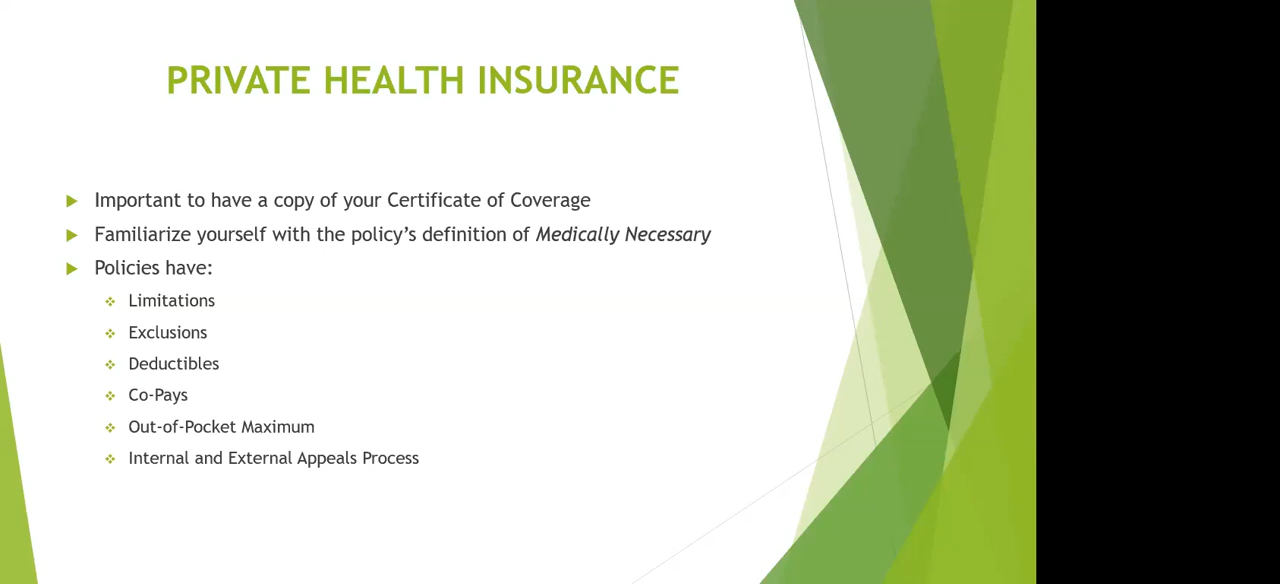 PRIVATE HEALTH INSURANCE
Important to have a copy of your Certificate of Coverage
Familiarize yourself with the policy’s definition of Medically Necessary
Policies have:
Limitations
Exclusions
Deductibles
Co-Pays
Out-of-Pocket Maximum
Internal and External Appeals Process